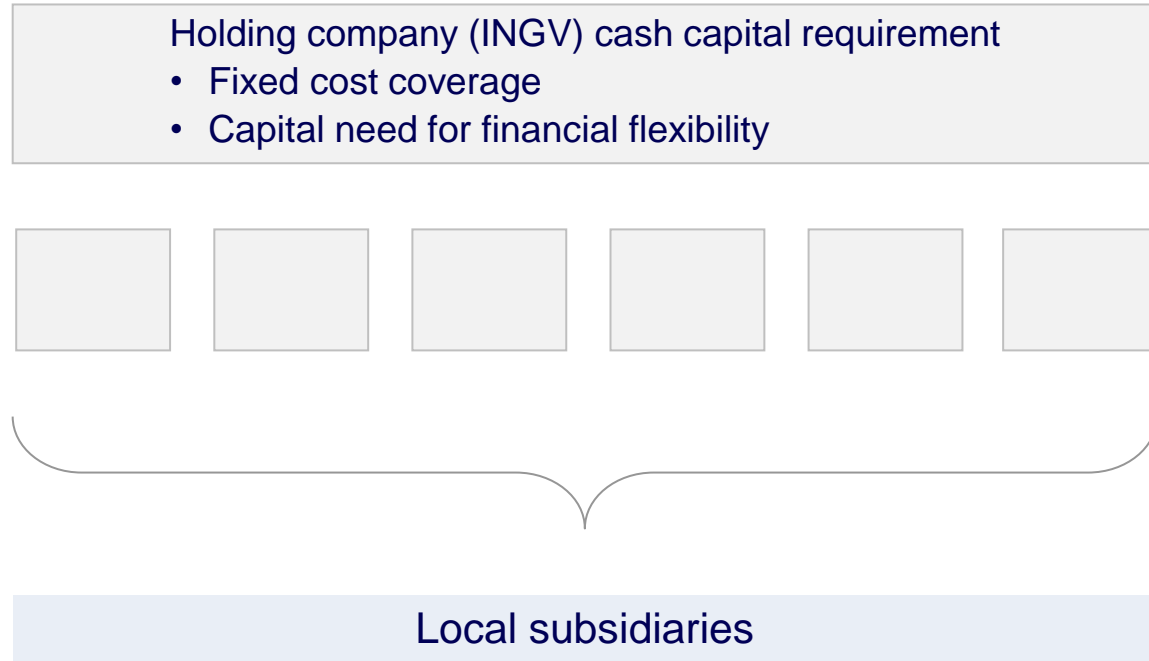 Holding company (INGV) cash capital requirement
• Fixed cost coverage
• Capital need for financial flexibility
Local subsidiaries